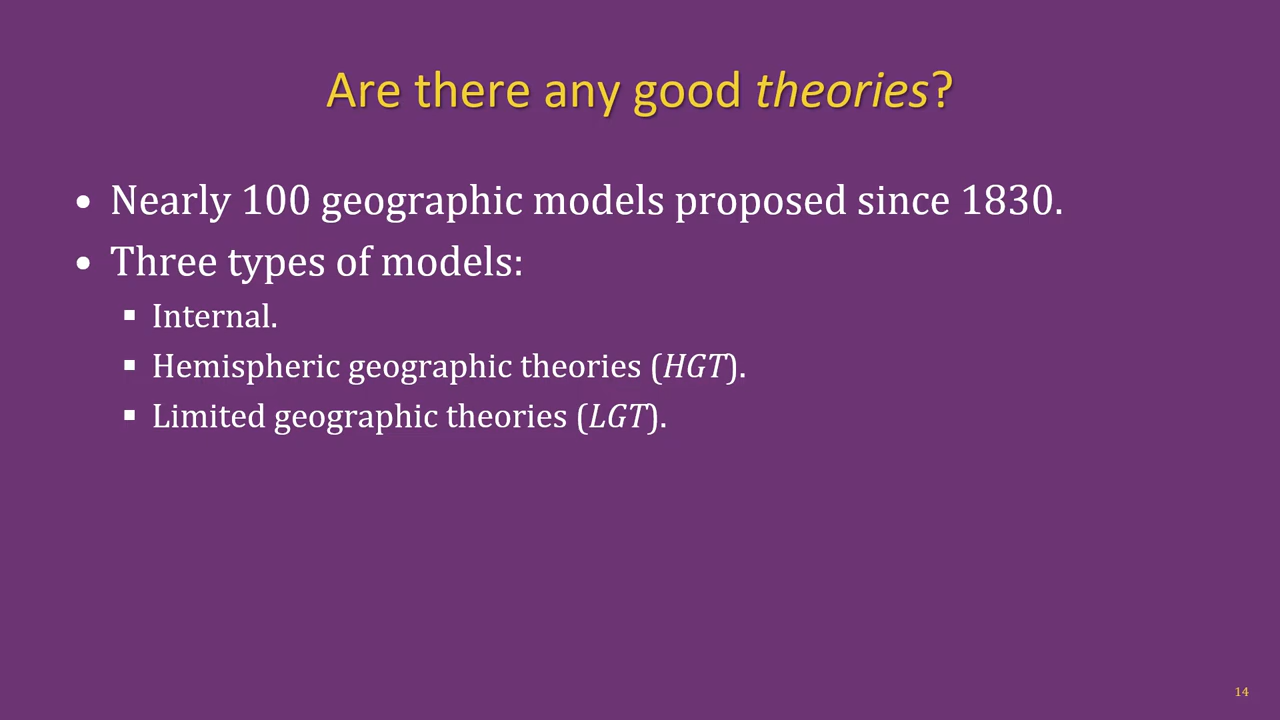 Are there any good theories?
• Nearly 100 geographic models proposed since 1830.
• Three types of models:
▪ Internal.
▪ Hemispheric geographic theories (HGT).
▪ Limited geographic theories (LGT).
14